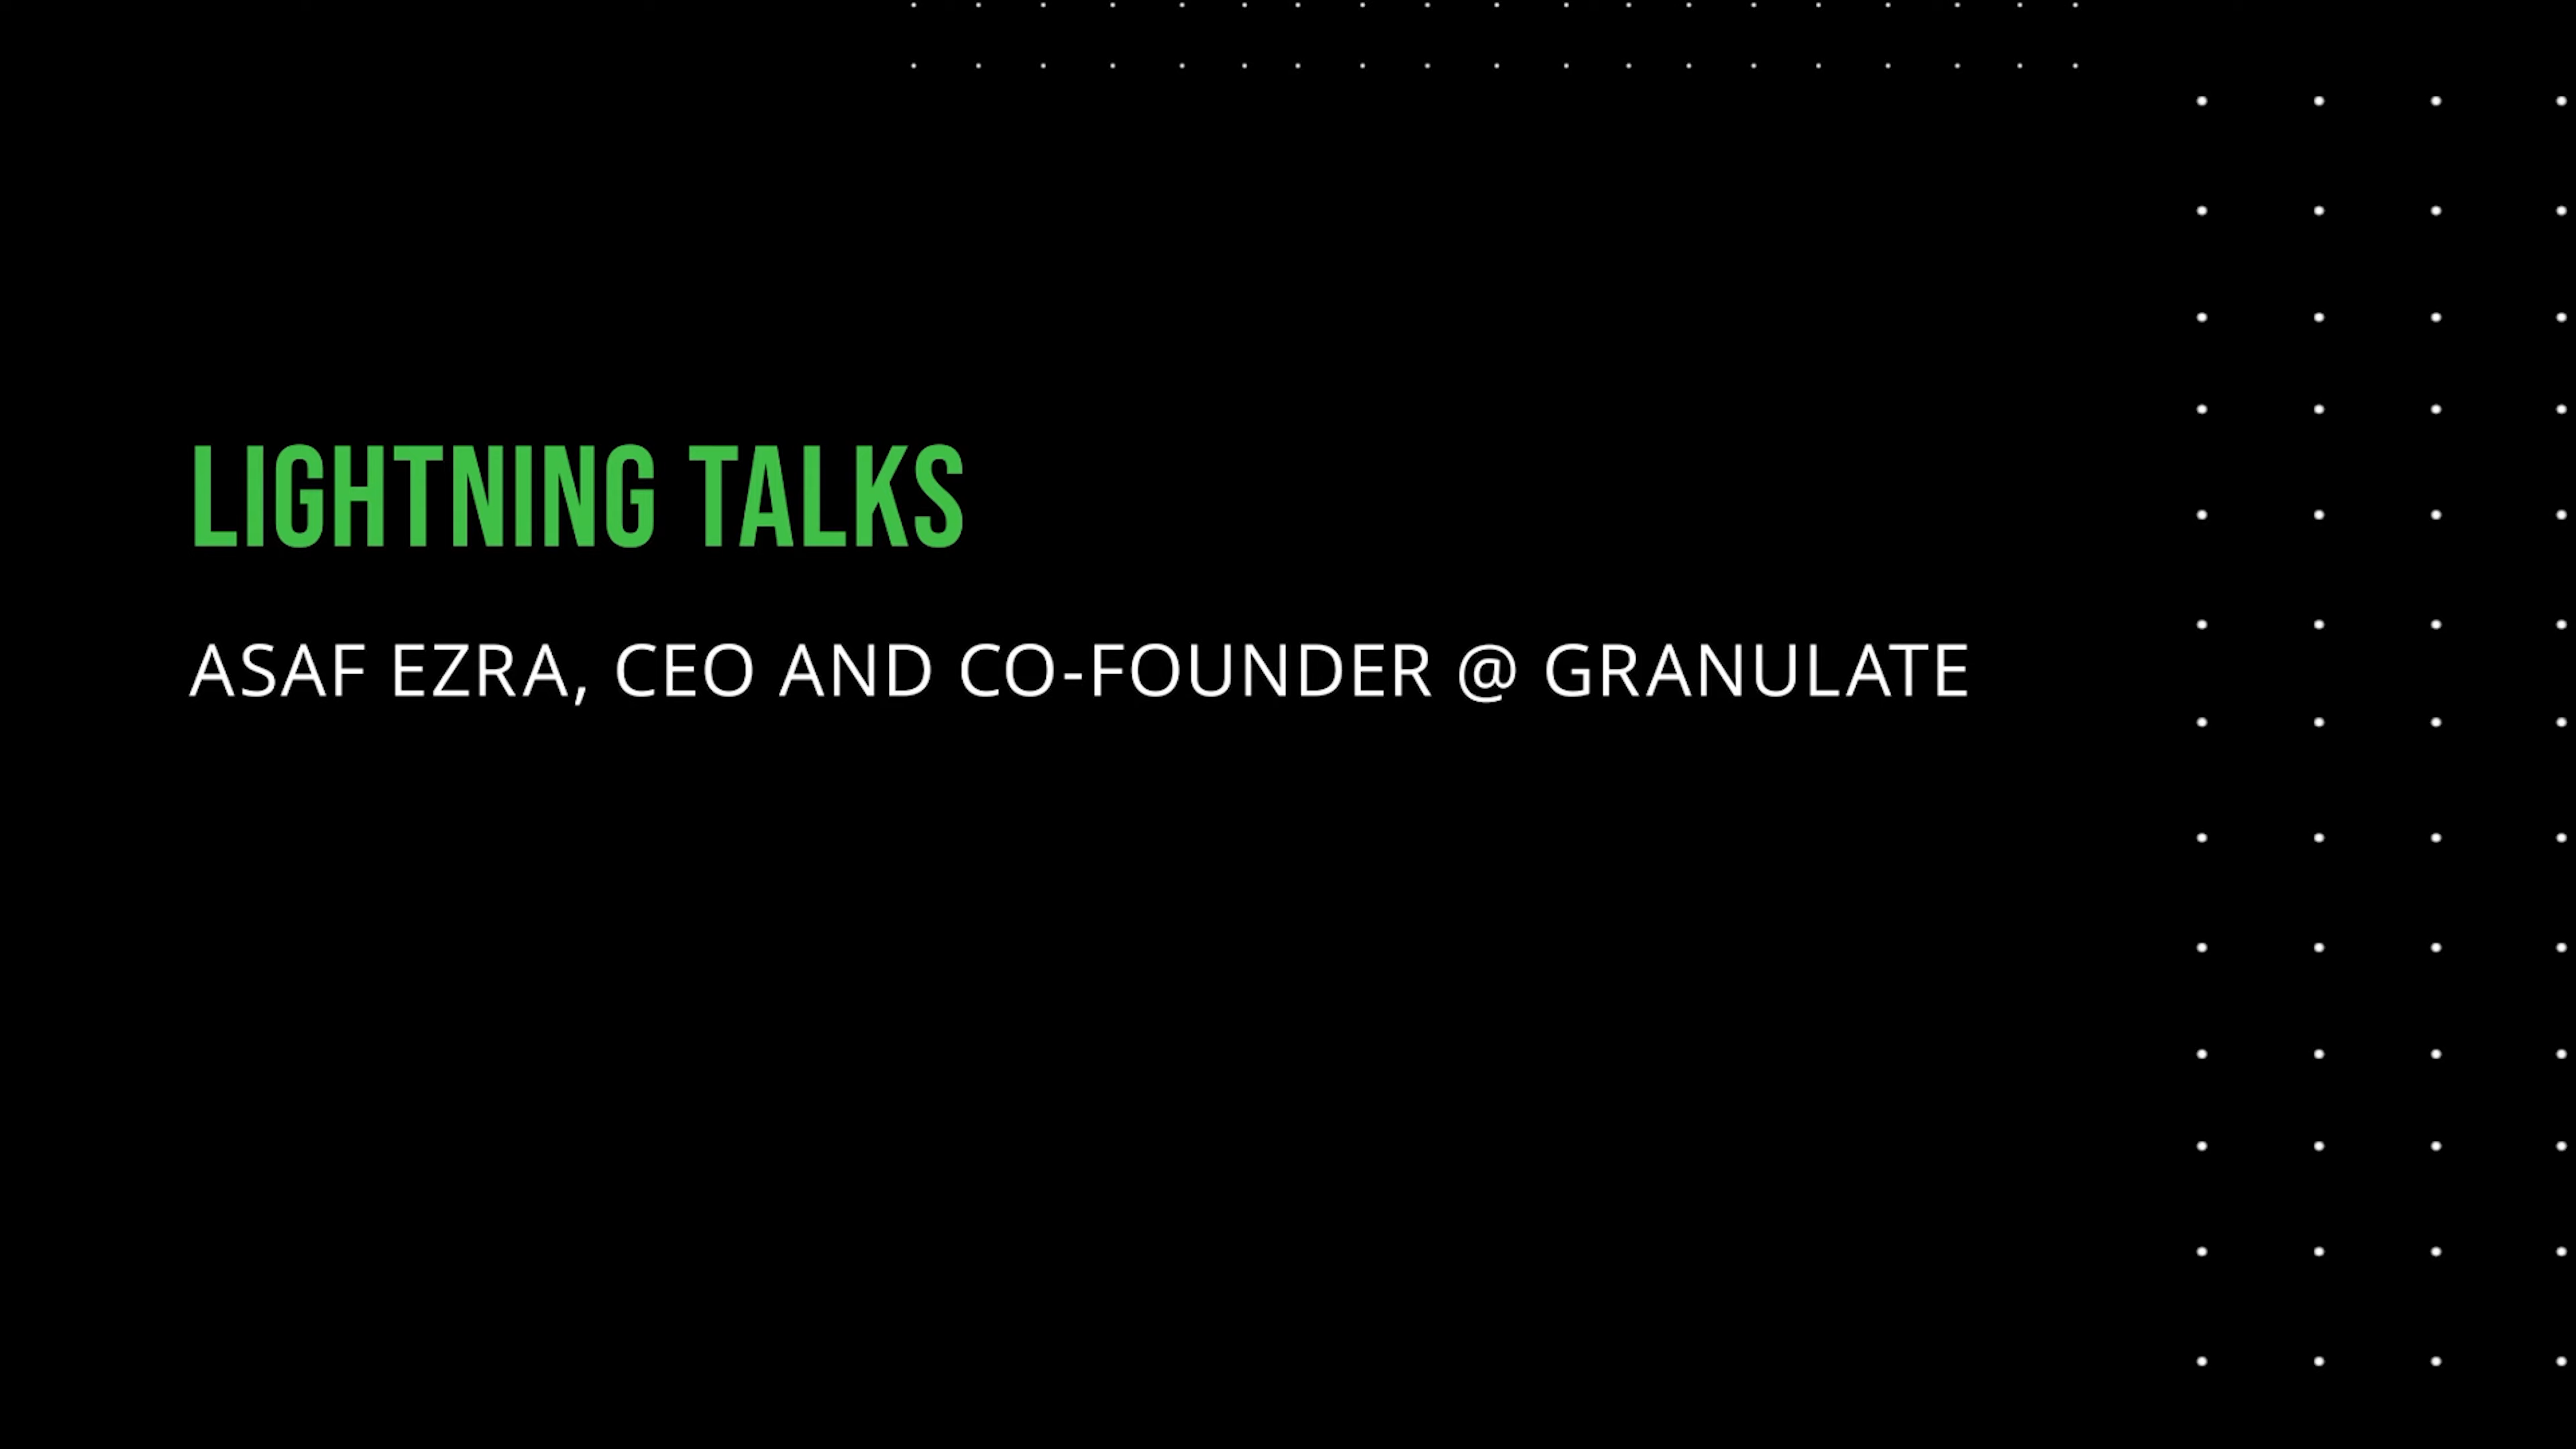 LIGHTNING TALKS
ASAF EZRA, CEO AND CO-FOUNDER @ GRANULATE